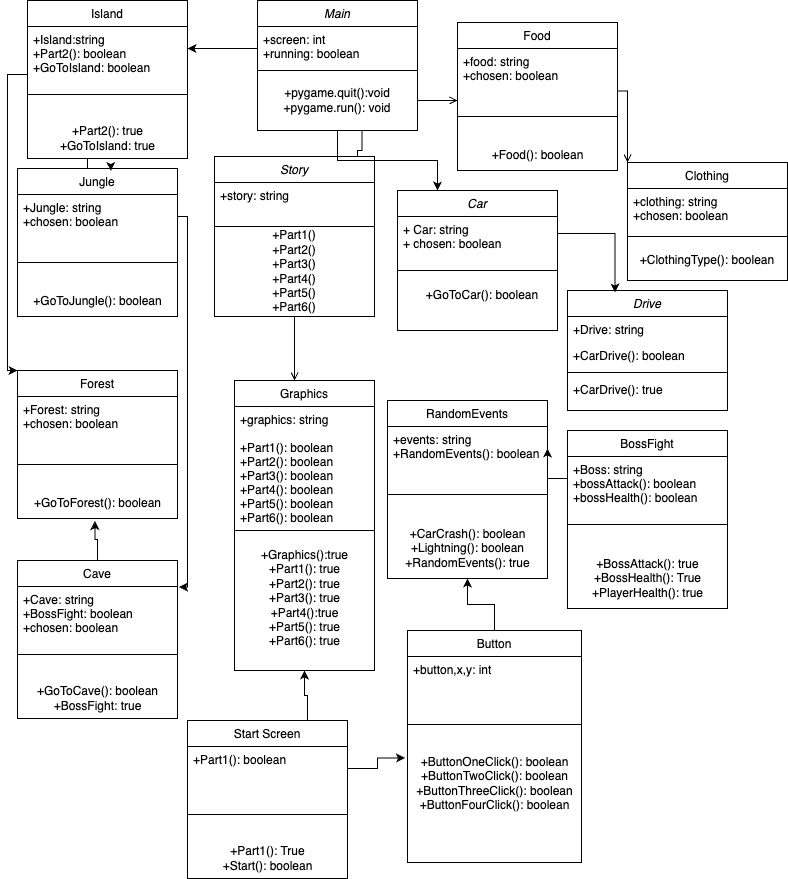 Island
+Island:string
+Part2(): boolean
+GoToIsland: boolean
+Part2(): true
+GoToIsland: true
Main
+screen: int
+running: boolean
+pygame.quit():void
+pygame.run(): void
Food
+food: string
+chosen: boolean
+Food(): boolean
Jungle
+Jungle: string
+chosen: boolean
+GoToJungle(): boolean
Story
+story: string
+Part1()
+Part2()
+Part3()
+Part4()
+Part5()
+Part6()
Car
+ Car: string
+ chosen: boolean
+GoToCar(): boolean
Clothing
+clothing: string
+chosen: boolean
+ClothingType(): boolean
Drive
+Drive: string
+CarDrive(): boolean
+CarDrive(): true
Forest
+Forest: string
+chosen: boolean
+GoToForest(): boolean
Graphics
+graphics: string
+Part1(): boolean
+Part2(): boolean
+Part3(): boolean
+Part4(): boolean
+Part5(): boolean
+Part6(): boolean
+Graphics():true
+Part1(): true
+Part2(): true
+Part3(): true
+Part4():true
+Part5(): true
+Part6(): true
RandomEvents
+events: string
+RandomEvents(): boolean
+CarCrash(): boolean
+Lightning(): boolean
+RandomEvents(): true
BossFight
+Boss: string
+bossAttack(): boolean
+bossHealth(): boolean
+BossAttack(): true
+BossHealth(): True
+PlayerHealth(): true
Cave
+Cave: string
+BossFight: boolean
+chosen: boolean
+GoToCave(): boolean
+BossFight: true
Button
+button,x,y: int
+ButtonOneClick(): boolean
+ButtonTwoClick(): boolean
+ButtonThreeClick(): boolean
+ButtonFourClick(): boolean
Start Screen
+Part1(): boolean
+Part1(): True
+Start(): boolean